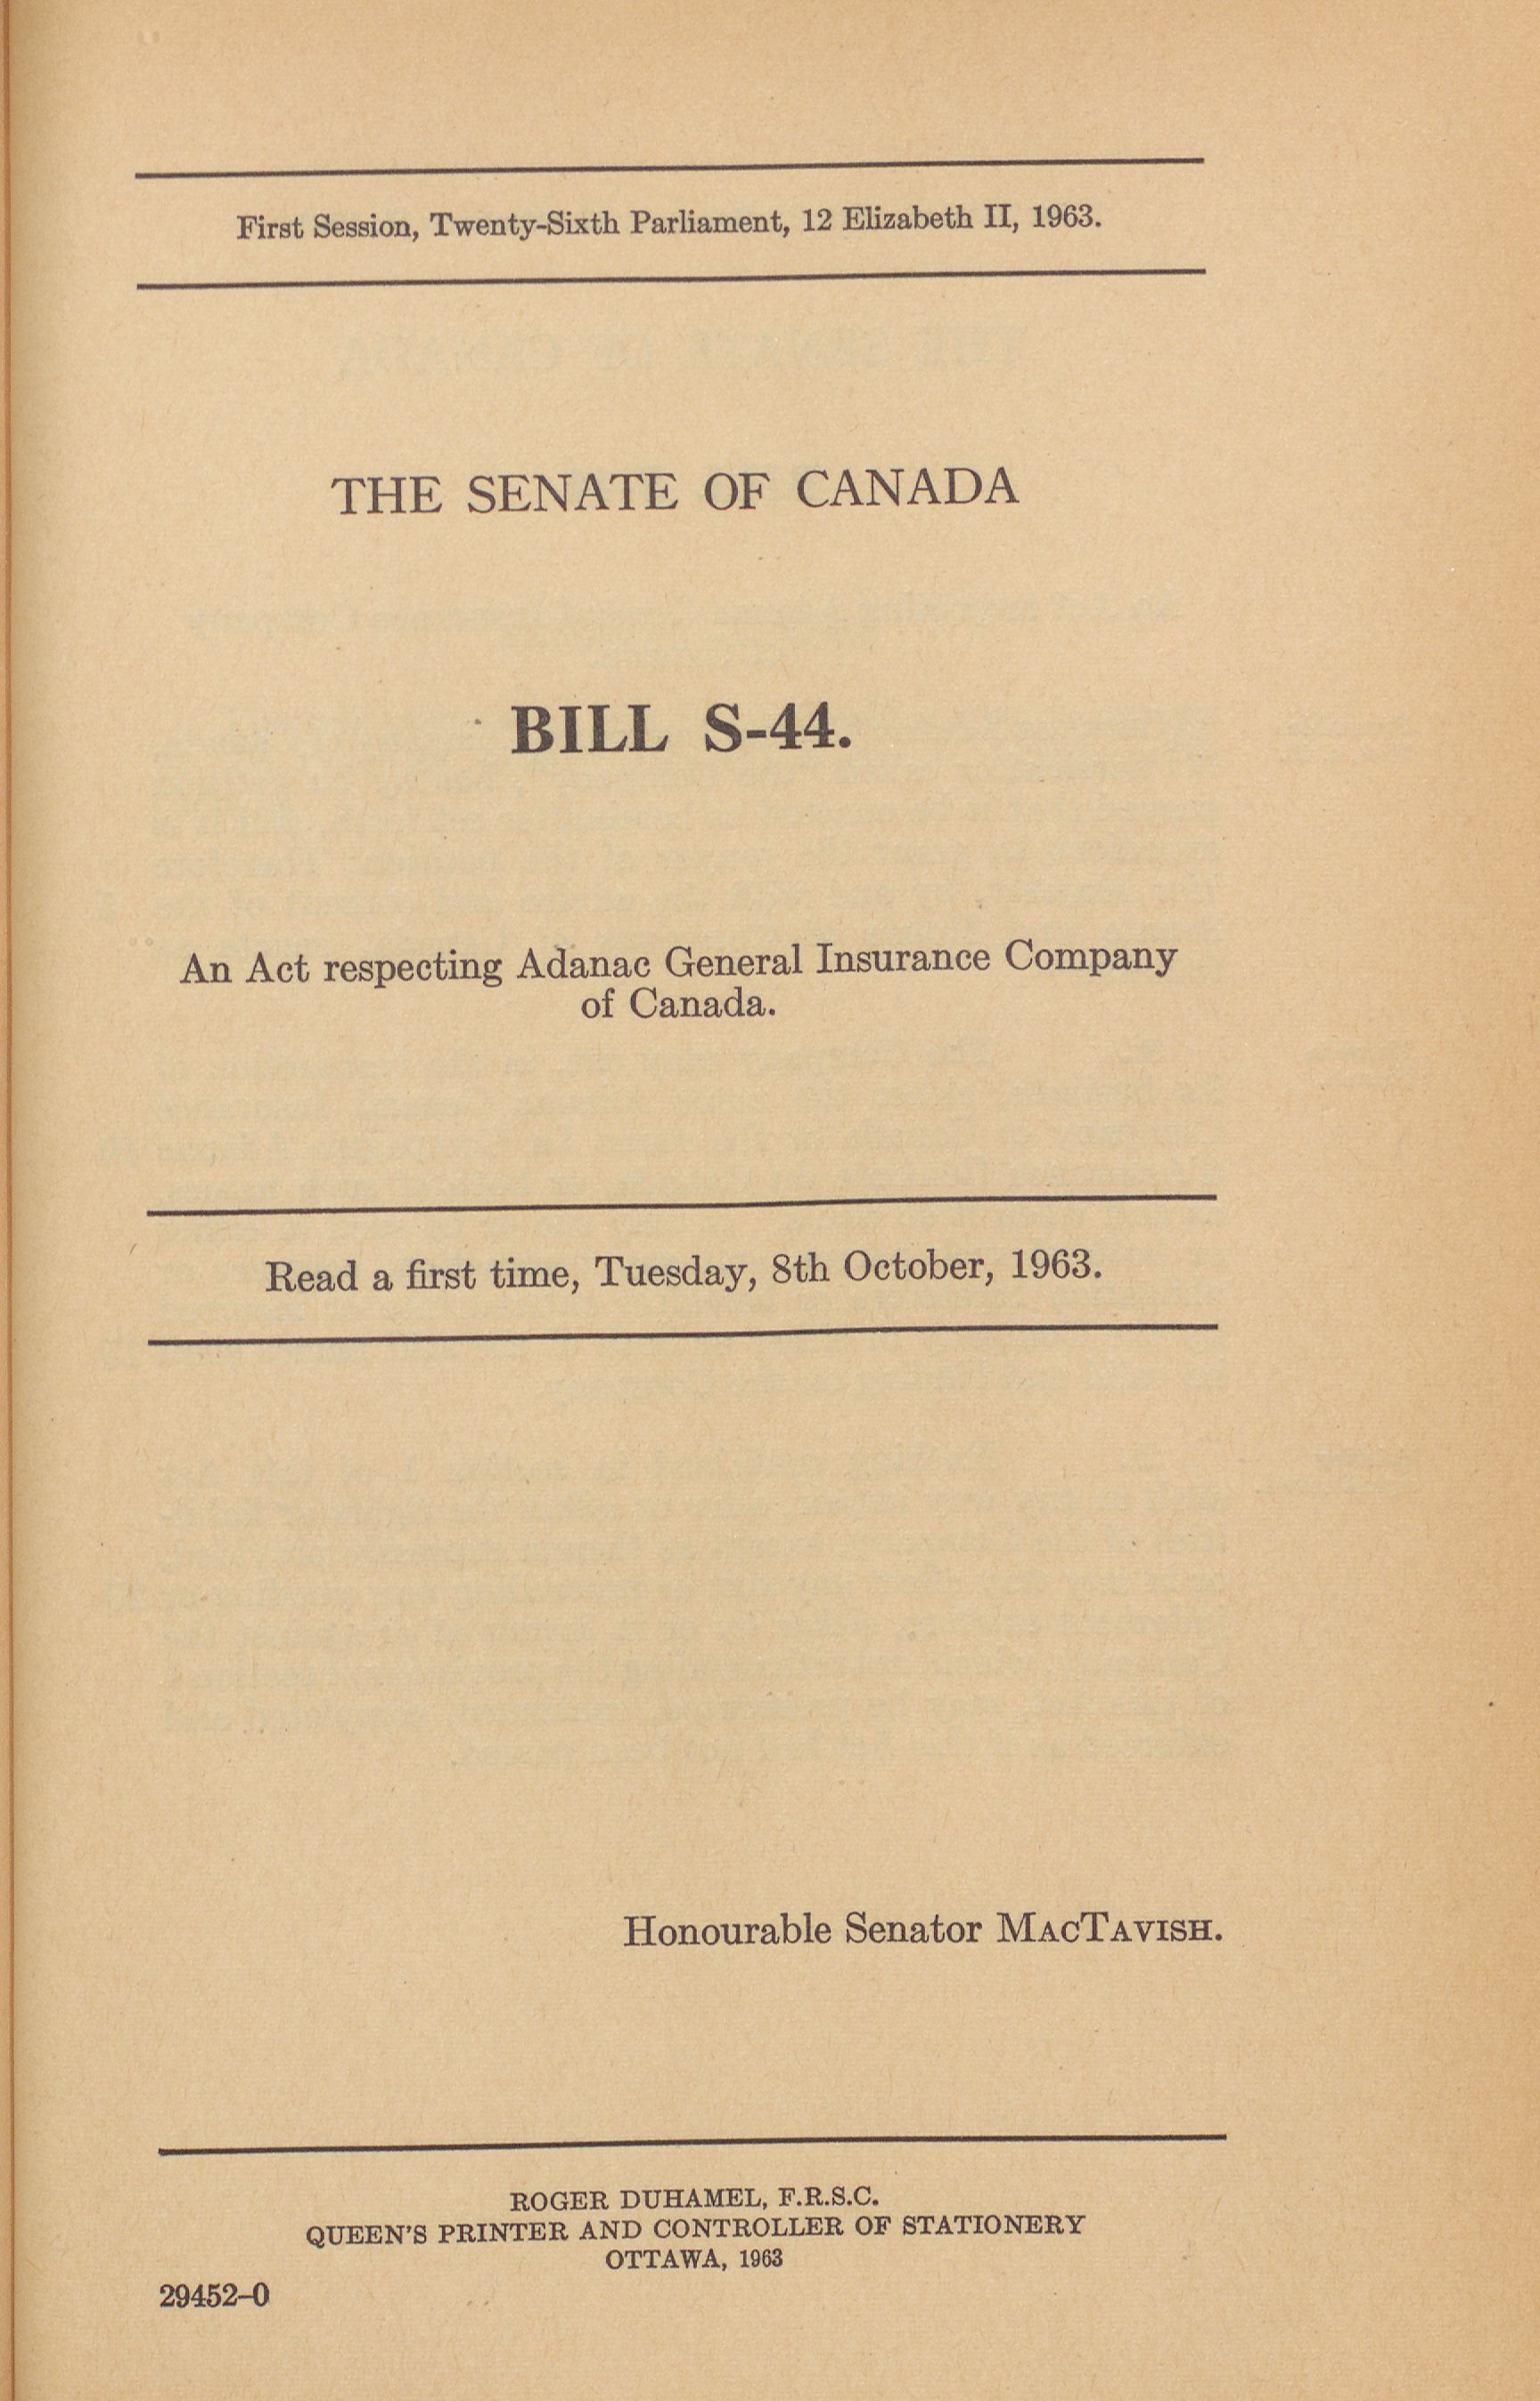 First Session, Twenty-Sixth Parliament, 12 Elizabeth II, 1963.
THE SENATE OF CANADA
BILL S-44.
An Act respecting Adanac General Insurance Company
of Canada.
Read a first time, Tuesday, 8th October, 1963.
Honourable Senator MACTAVISH.
ROGER DUHAMEL, F.R.S.C.
QUEEN'S PRINTER AND CONTROLLER OF STATIONERY
OTTAWA, 1963
29452–0